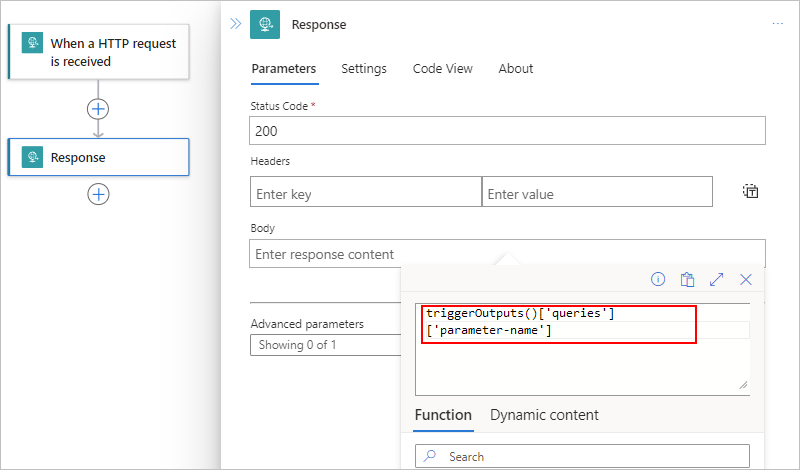 When a HTTP request
is received
Response
Response
Parameters
Settings
Code View
About
Status Code *
200
Headers
Enter key
Enter value
Body
Enter response content
triggerOutputs()['queries']
['parameter-name']
Advanced parameters
Showing 0 of 1
Function
Dynamic content
Search